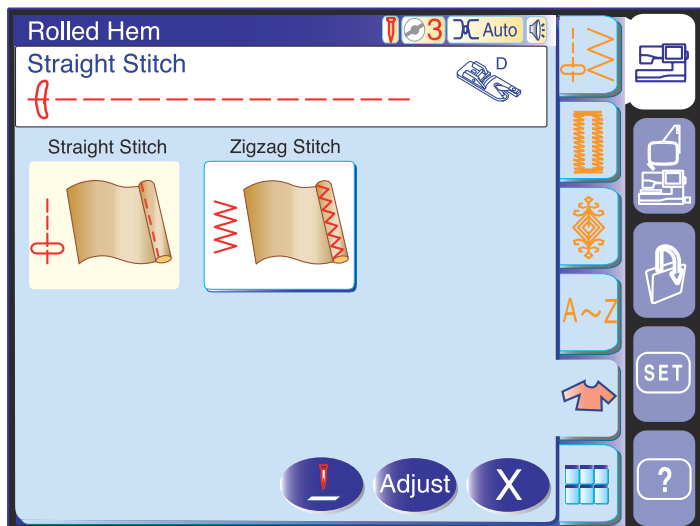 Rolled Hem
3 Auto
Straight Stitch
D
Straight Stitch Zigzag Stitch
A~Z
SET
Adjust X
?